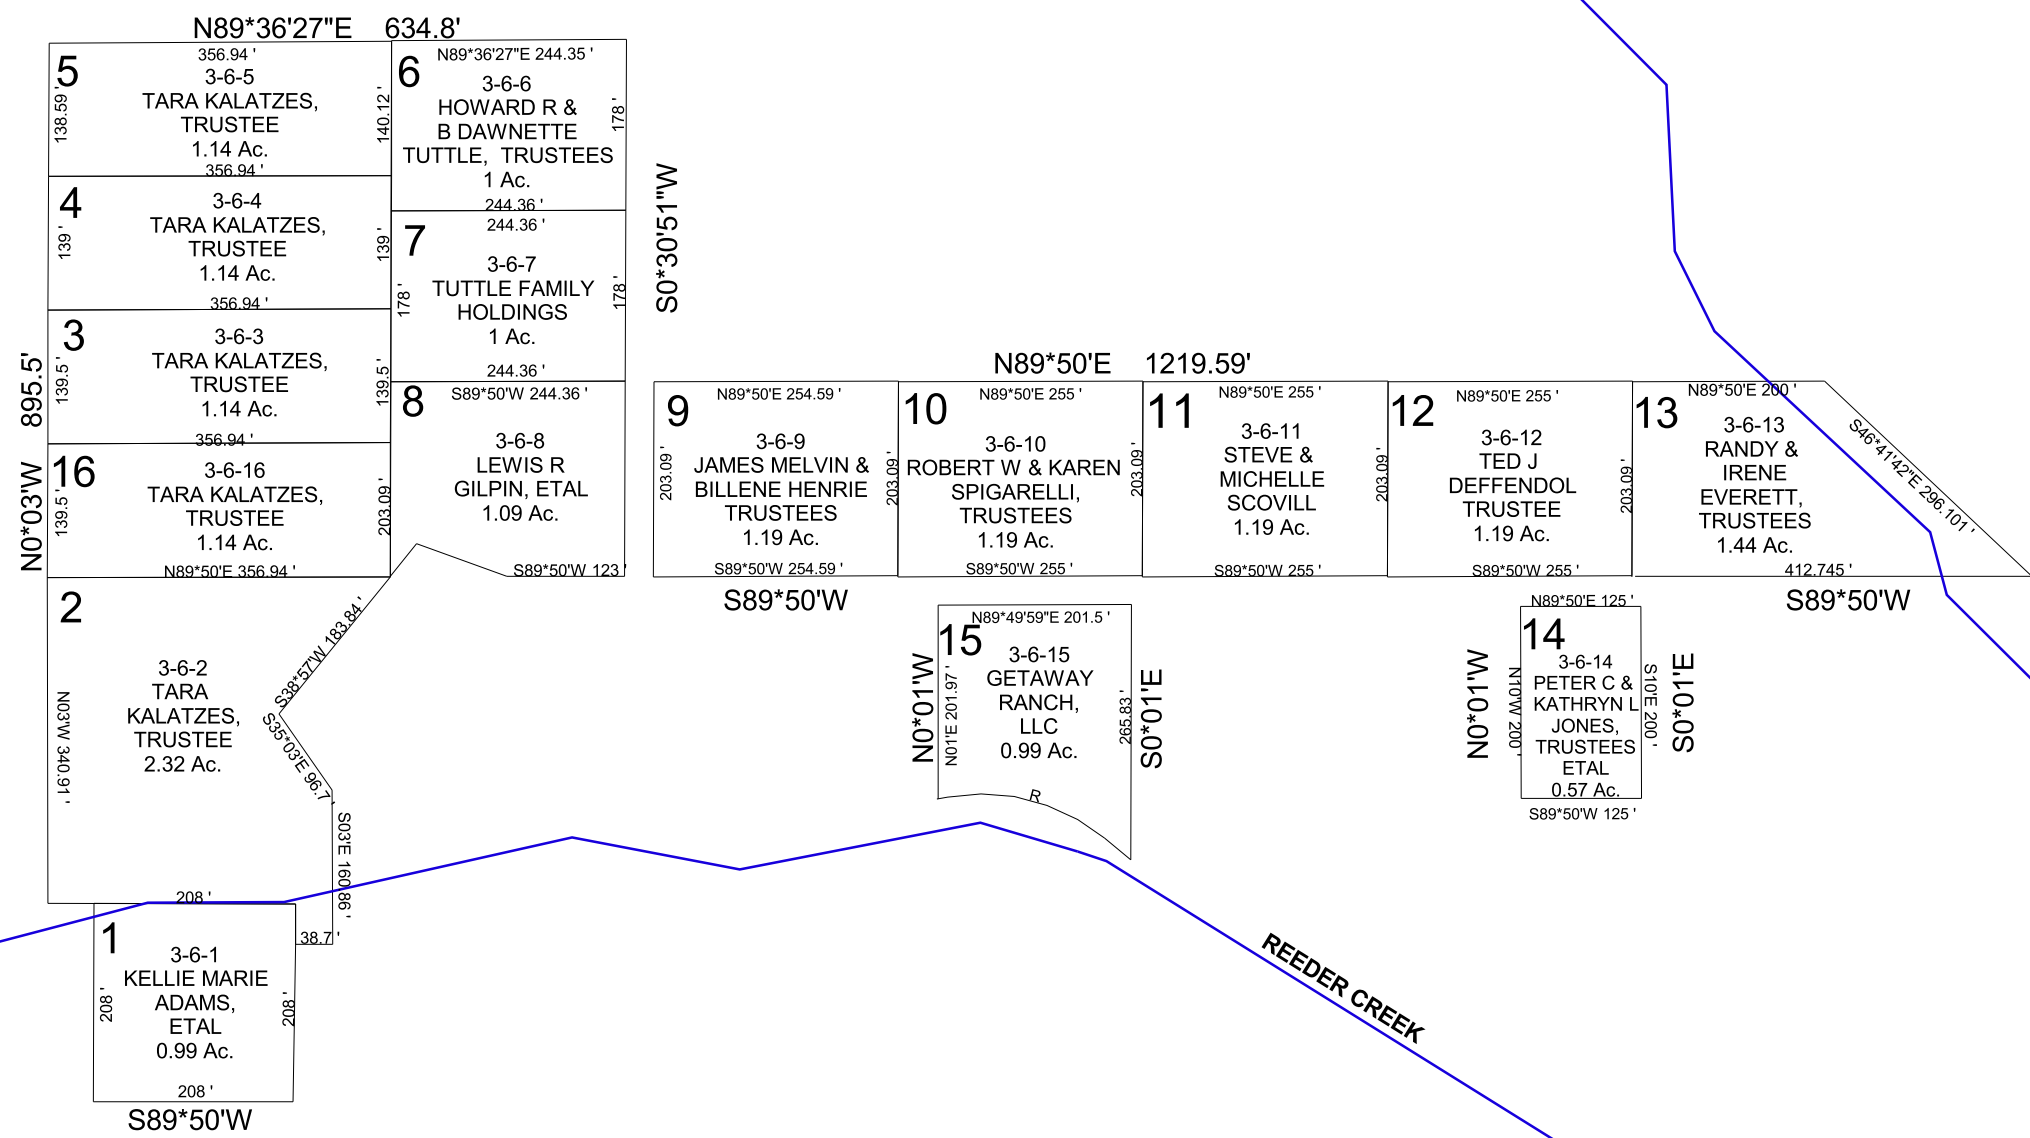 N89*36'27"E 634.8'
5
356.94 '
3-6-5
TARA KALATZES,
TRUSTEE
1.14 Ac.
138.59 '
140.12 '
356.94 '
6
N89*36'27"E 244.35 '
3-6-6
HOWARD R &
B DAWNETTE
TUTTLE, TRUSTEES
1 Ac.
178 '
244.36 '
4
3-6-4
TARA KALATZES,
TRUSTEE
1.14 Ac.
139 '
139 '
356.94 '
7
244.36 '
3-6-7
TUTTLE FAMILY
HOLDINGS
1 Ac.
178 '
178 '
244.36 '
S0*30'51"W
3
3-6-3
TARA KALATZES,
TRUSTEE
1.14 Ac.
139.5 '
139.5 '
356.94 '
N0*03'W 895.5'
8
S89*50'W 244.36 '
3-6-8
LEWIS R
GILPIN, ETAL
1.09 Ac.
203.09 '
S89*50'W 123 '
16
3-6-16
TARA KALATZES,
TRUSTEE
1.14 Ac.
139.5 '
N89*50'E 356.94 '
N89*50'E 1219.59'
9
N89*50'E 254.59 '
3-6-9
JAMES MELVIN &
BILLENE HENRIE
TRUSTEES
1.19 Ac.
203.09 '
203.09 '
S89*50'W 254.59 '
S89*50'W
10
N89*50'E 255 '
3-6-10
ROBERT W & KAREN
SPIGARELLI,
TRUSTEES
1.19 Ac.
203.09 '
S89*50'W 255 '
11
N89*50'E 255 '
3-6-11
STEVE &
MICHELLE
SCOVILL
1.19 Ac.
203.09 '
S89*50'W 255 '
12
N89*50'E 255 '
3-6-12
TED J
DEFFENDOL
TRUSTEE
1.19 Ac.
203.09 '
S89*50'W 255 '
13
N89*50'E 200 '
3-6-13
RANDY &
IRENE
EVERETT,
TRUSTEES
1.44 Ac.
S46*41'42"E 296.101 '
412.745 '
S89*50'W
2
3-6-2
TARA
KALATZES,
TRUSTEE
2.32 Ac.
N03'W 340.91 '
S38*57'W 183.84 '
S35*03'E 96.7 '
S03'E 160.86 '
208 '
38.7 '
15
N89*49'59"E 201.5 '
3-6-15
GETAWAY
RANCH,
LLC
0.99 Ac.
N0*01'W
N01'E 201.97 '
265.83 '
S0*01'E
R
14
N89*50'E 125 '
3-6-14
PETER C &
KATHRYN L
JONES,
TRUSTEES
ETAL
0.57 Ac.
N0*01'W
N10'W 200 '
S10'E 200 '
S0*01'E
S89*50'W 125 '
1
3-6-1
KELLIE MARIE
ADAMS,
ETAL
0.99 Ac.
208 '
208 '
208 '
S89*50'W
REEDER CREEK